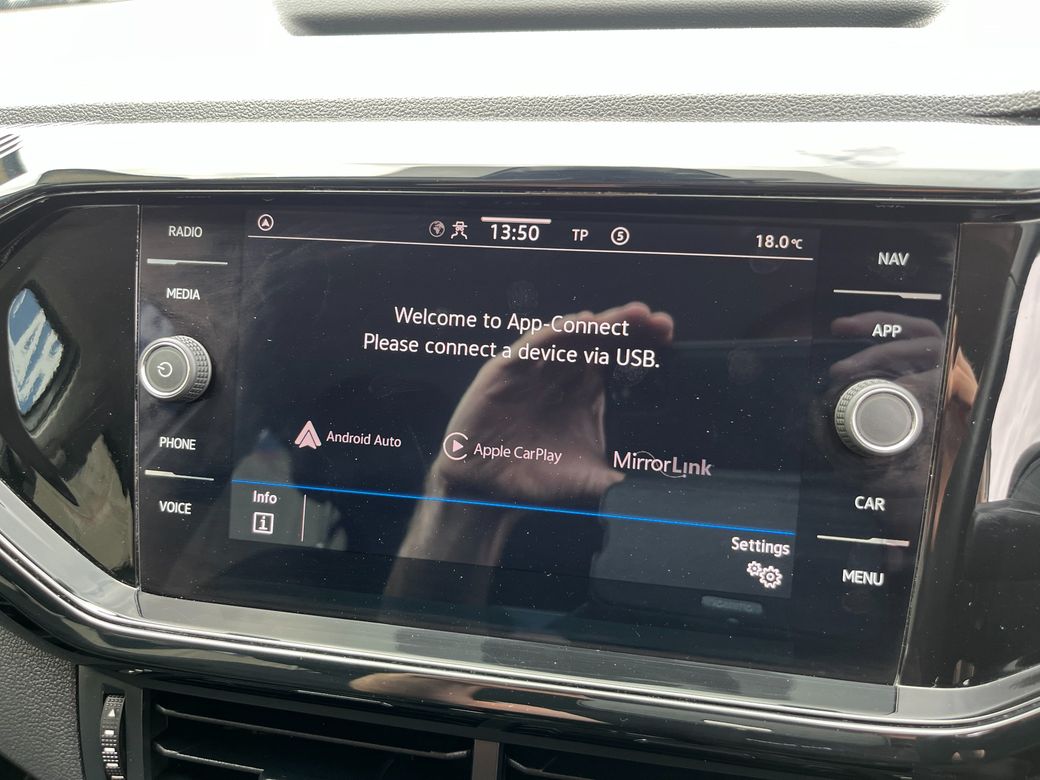 RADIO
MEDIA
PHONE
VOICE
13:50
TP
5
18.0°C
Welcome to App-Connect
Please connect a device via USB.
Android Auto
Apple CarPlay
MirrorLink
Info
i
Settings
NAV
APP
CAR
MENU